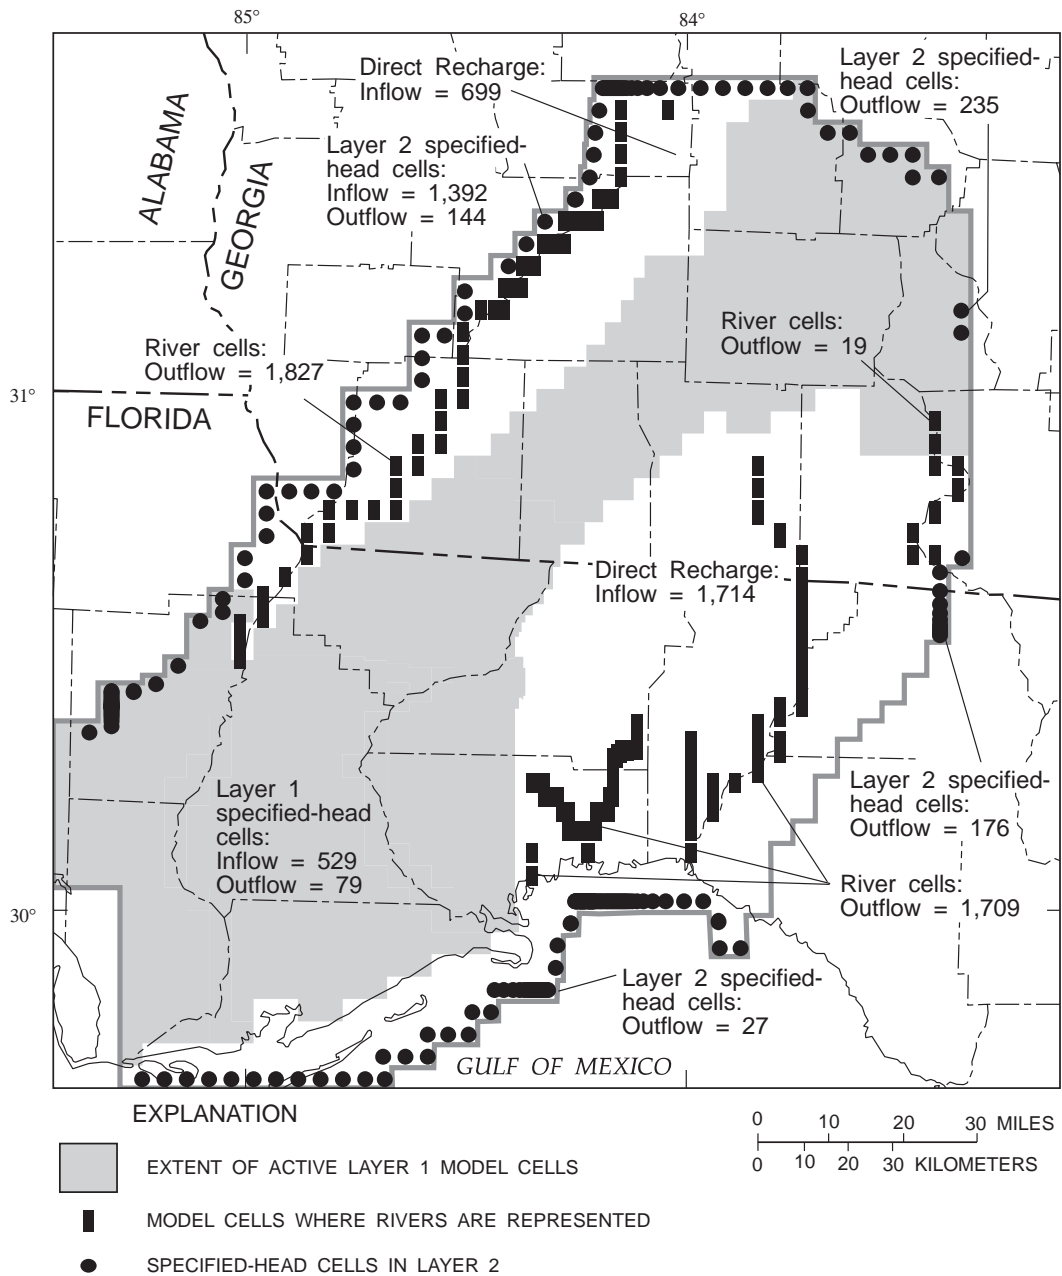 85°
84°
Direct Recharge:
Inflow = 699
Layer 2 specified-
head cells:
Outflow = 235
ALABAMA
GEORGIA
Layer 2 specified-
head cells:
Inflow = 1,392
Outflow = 144
River cells:
Outflow = 19
River cells:
Outflow = 1,827
31°
FLORIDA
Direct Recharge:
Inflow = 1,714
Layer 1
specified-head
cells:
Inflow = 529
Outflow = 79
Layer 2 specified-
head cells:
Outflow = 176
River cells:
Outflow = 1,709
30°
Layer 2 specified-
head cells:
Outflow = 27
GULF OF MEXICO
EXPLANATION
EXTENT OF ACTIVE LAYER 1 MODEL CELLS
MODEL CELLS WHERE RIVERS ARE REPRESENTED
SPECIFIED-HEAD CELLS IN LAYER 2
0 10 20 30 MILES
0 10 20 30 KILOMETERS